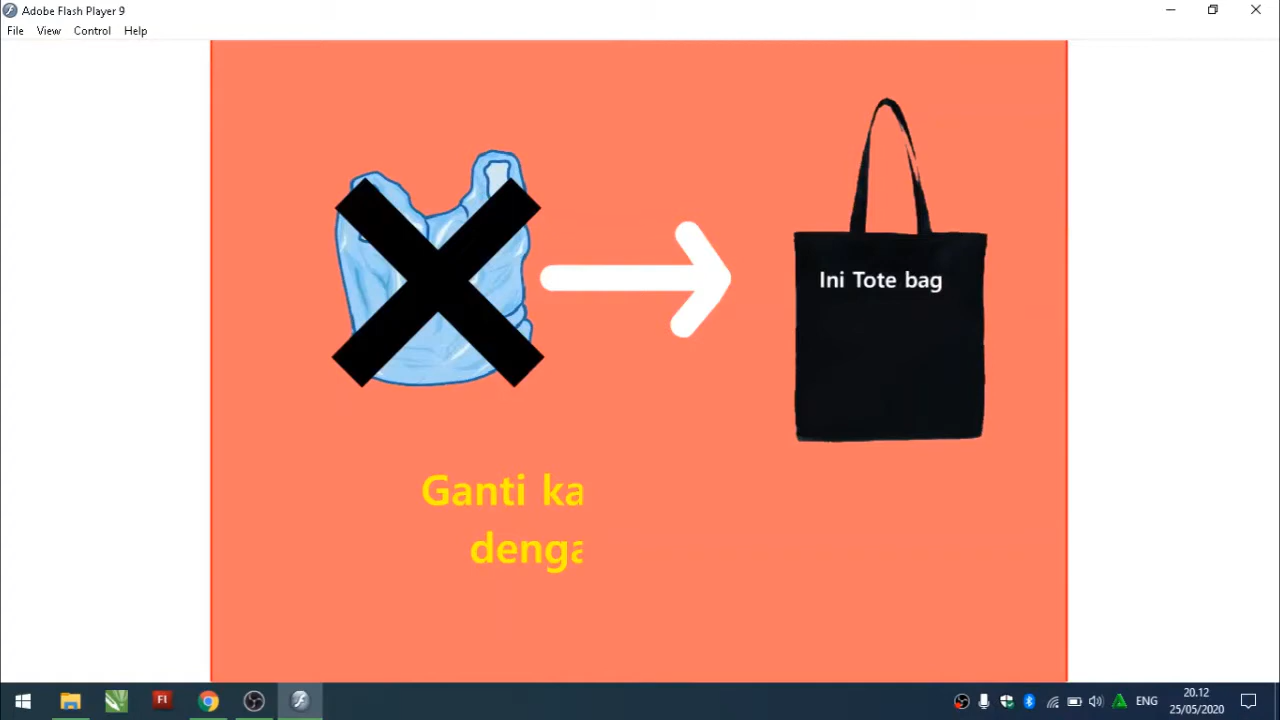 Adobe Flash Player 9
File View Control Help
Ini Tote bag
Ganti ka
denga
Fl
ENG
20.12
25/05/2020